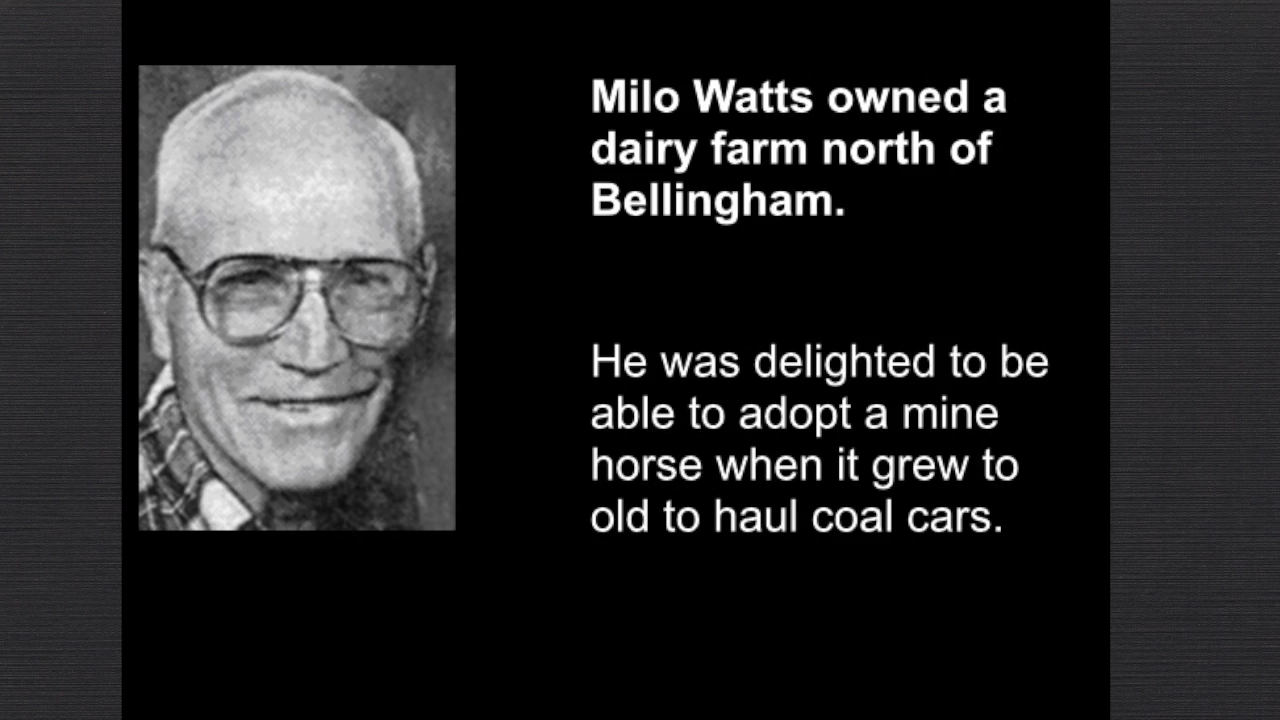 Milo Watts owned a
dairy farm north of
Bellingham.
He was delighted to be
able to adopt a mine
horse when it grew to
old to haul coal cars.